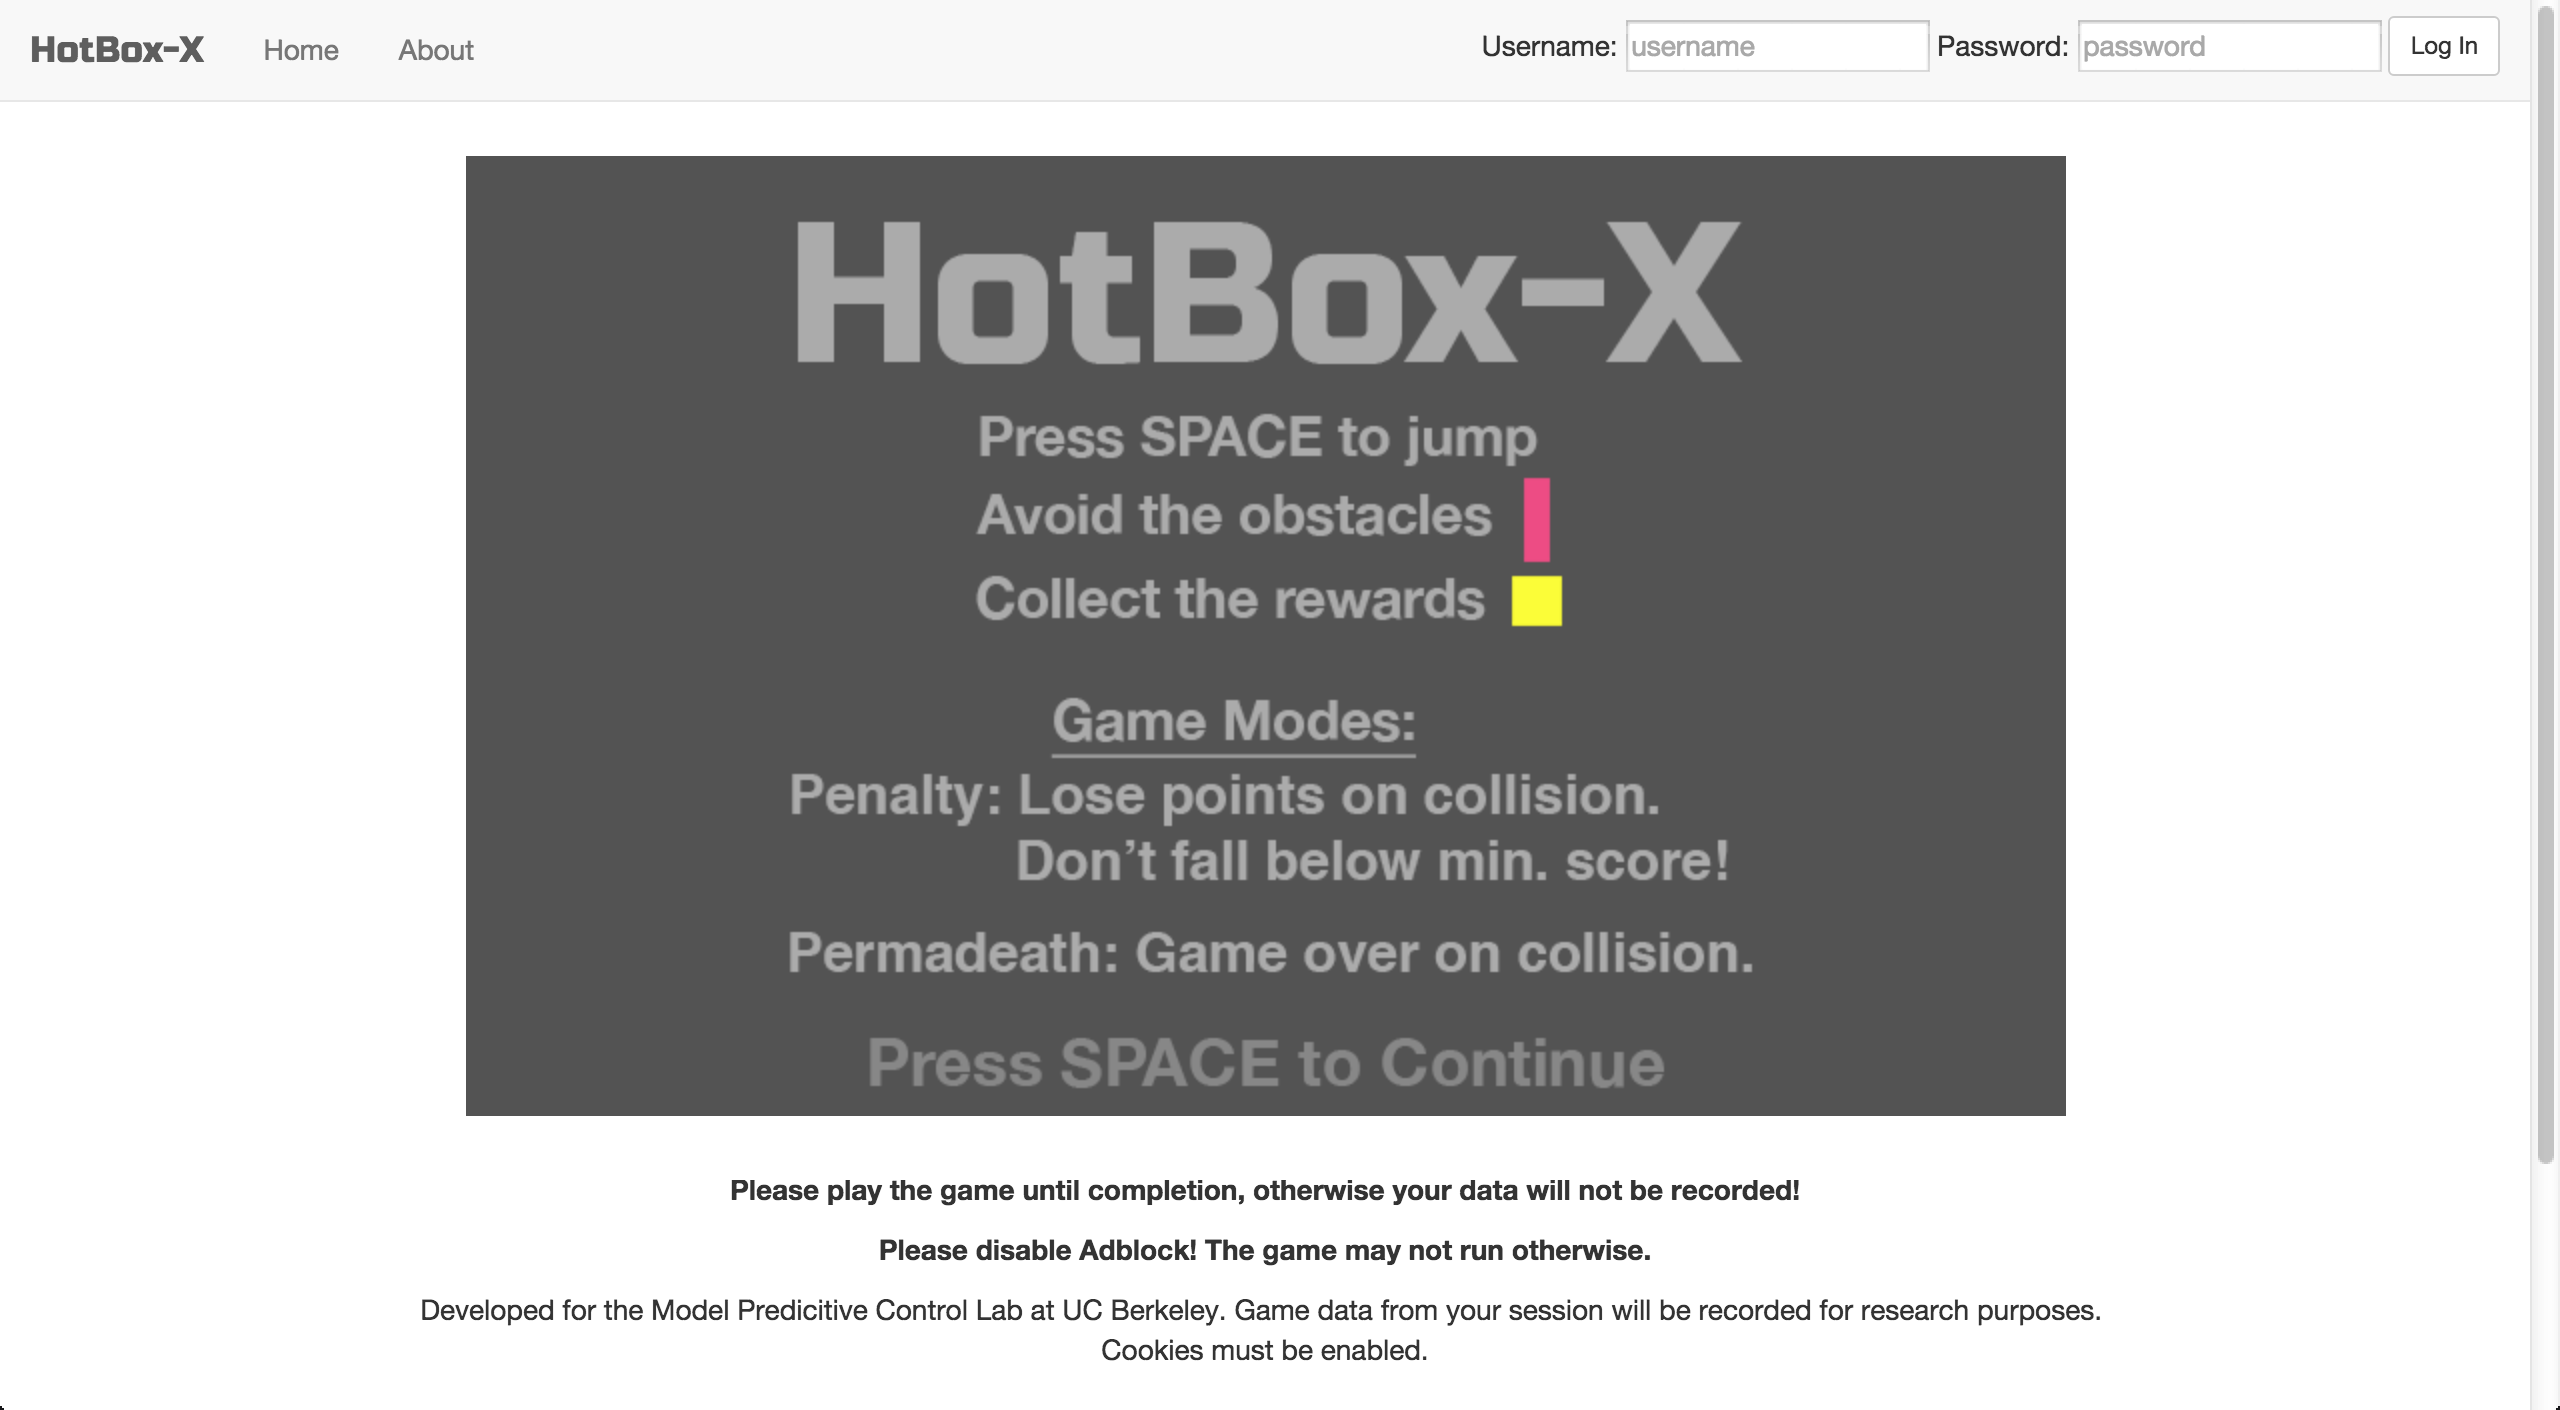 HotBox-X Home About Username: username Password: password Log In
HotBox-X
Press SPACE to jump
Avoid the obstacles
Collect the rewards
Game Modes:
Penalty: Lose points on collision.
Don’t fall below min. score!
Permadeath: Game over on collision.
Press SPACE to Continue
Please play the game until completion, otherwise your data will not be recorded!
Please disable Adblock! The game may not run otherwise.
Developed for the Model Predicitive Control Lab at UC Berkeley. Game data from your session will be recorded for research purposes.
Cookies must be enabled.